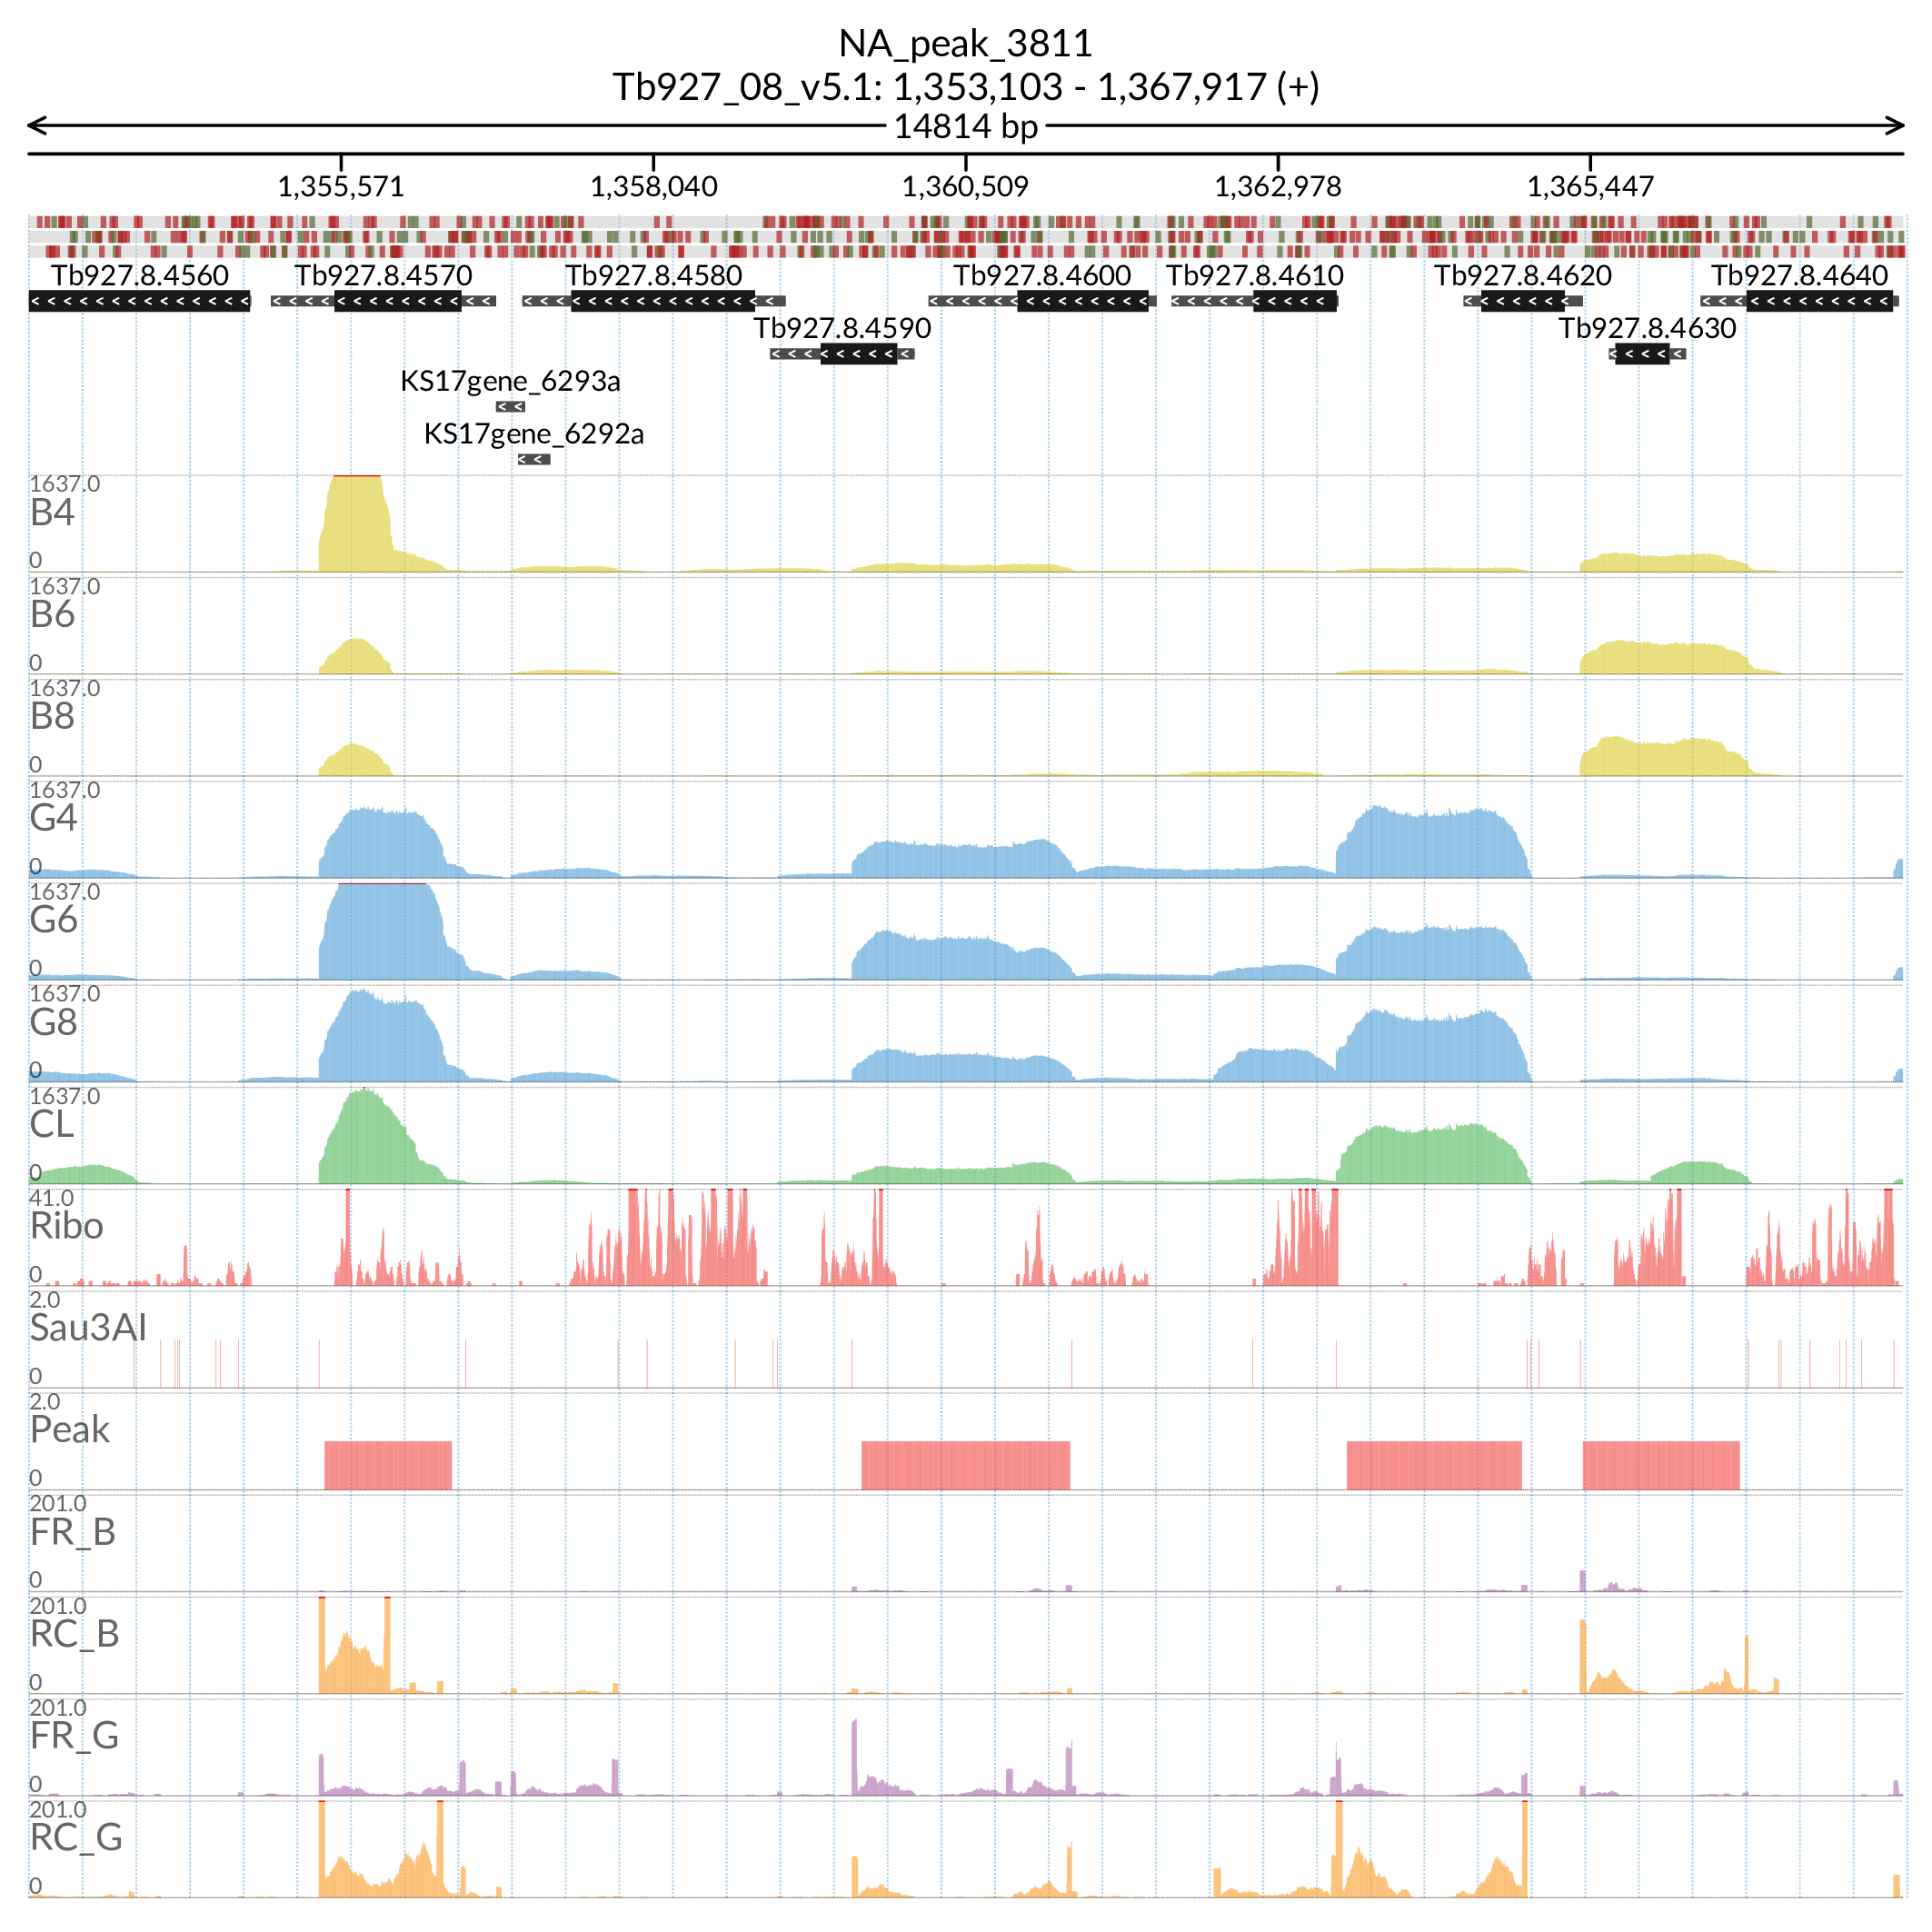 NA_peak_3811
Tb927_08_v5.1: 1,353,103 - 1,367,917 (+)
14814 bp
1,355,571 1,358,040 1,360,509 1,362,978 1,365,447
Tb927.8.4560 Tb927.8.4570 Tb927.8.4580 Tb927.8.4600 Tb927.8.4610 Tb927.8.4620 Tb927.8.4640
Tb927.8.4590 Tb927.8.4630
KS17gene_6293a
KS17gene_6292a
1637.0
B4
0
1637.0
B6
0
1637.0
B8
0
1637.0
G4
0
1637.0
G6
0
1637.0
G8
0
1637.0
CL
0
41.0
Ribo
0
2.0
Sau3AI
0
2.0
Peak
0
201.0
FR_B
0
201.0
RC_B
0
201.0
FR_G
0
201.0
RC_G
0